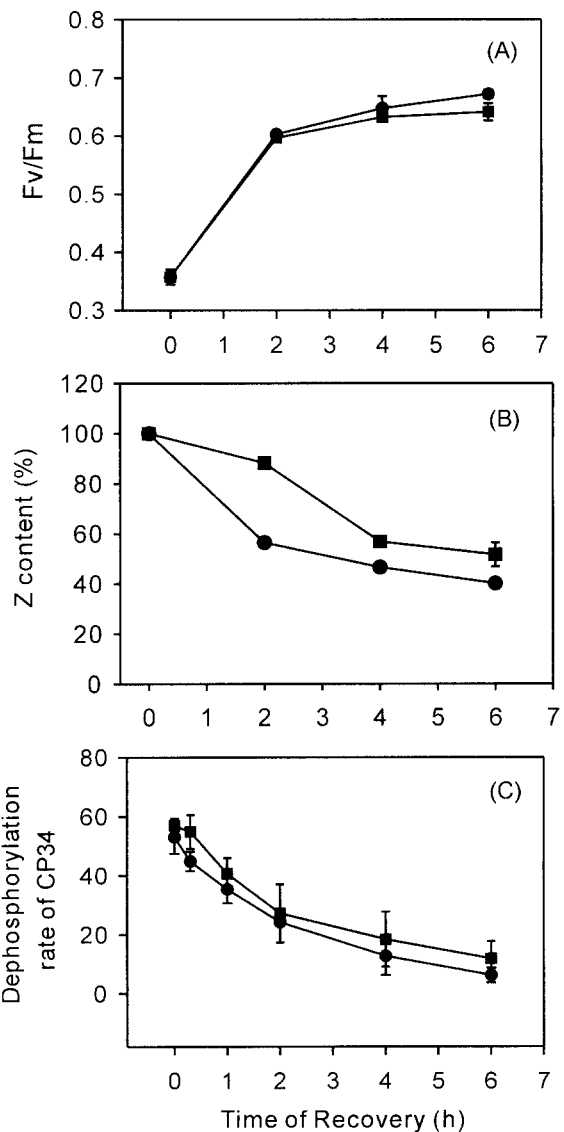 0.8
0.7
0.6
0.5
0.4
0.3
Fv/Fm
(A)
0 1 2 3 4 5 6 7
120
100
80
60
40
20
0
Z content (%)
(B)
0 1 2 3 4 5 6 7
80
60
40
20
0
Dephosphorylation
rate of CP34
(C)
0 1 2 3 4 5 6 7
Time of Recovery (h)